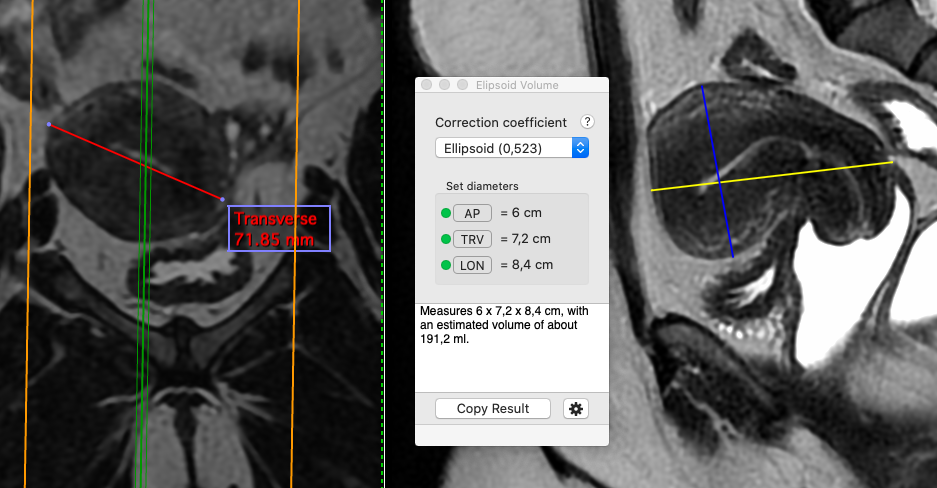 Elipsoid Volume
Correction coefficient ?
Ellipsoid (0,523)
Set diameters
AP = 6 cm
TRV = 7,2 cm
LON = 8,4 cm
Transverse
71.85 mm
Measures 6 x 7,2 x 8,4 cm, with
an estimated volume of about
191,2 ml.
Copy Result